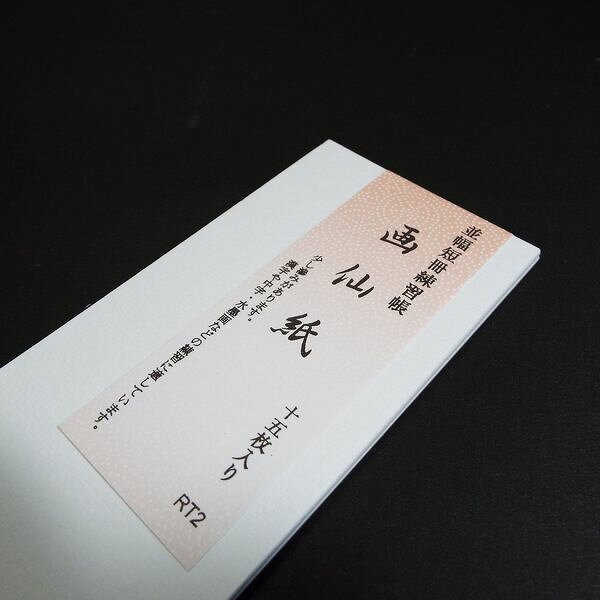 並幅短冊練習帳
画仙紙
十五枚入り
少し滲みがあります。
漢字や中字・水墨画などの練習に適しています。
RT2